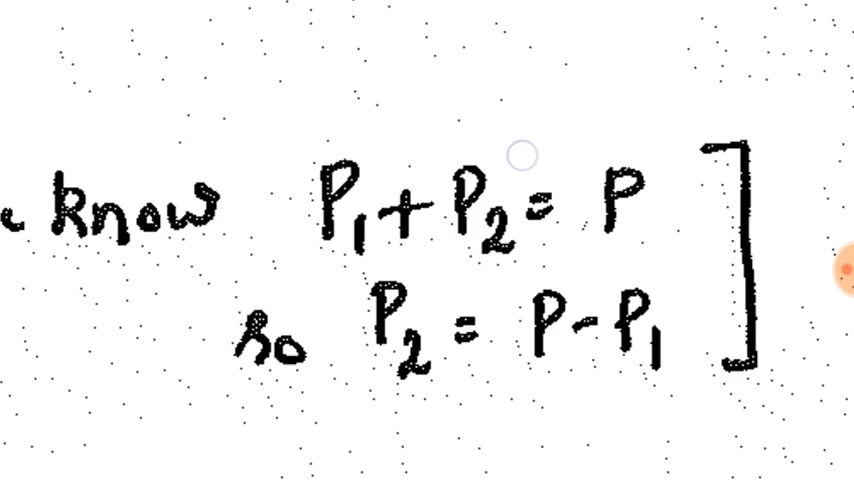 know P₁ + P₂ = P ]
so P₂ = P - P₁